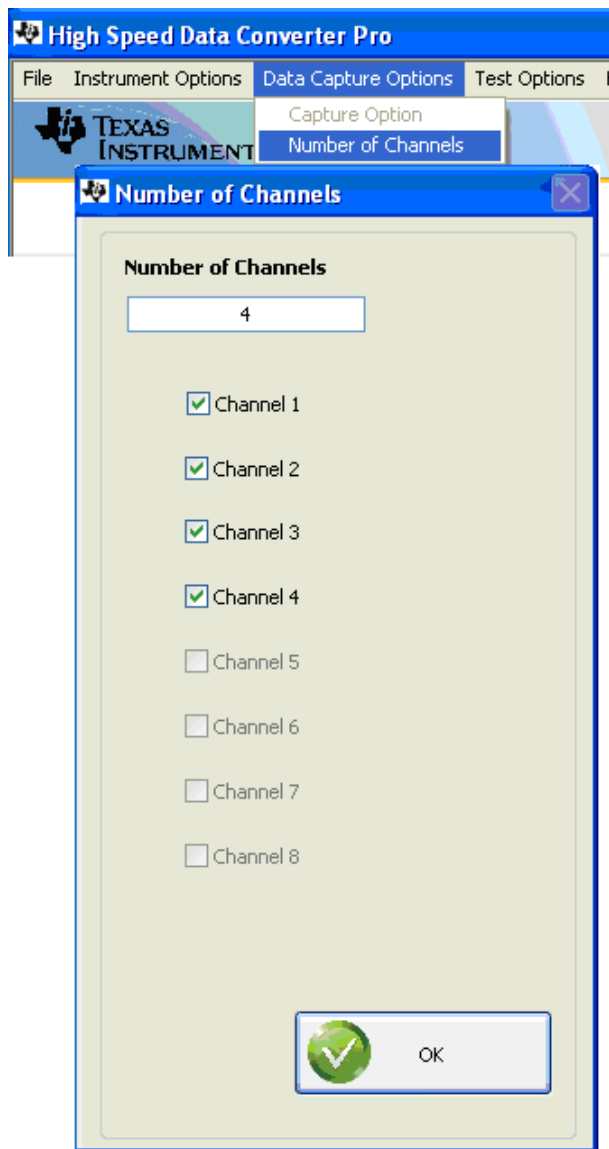 High Speed Data Converter Pro
File Instrument Options Data Capture Options Test Options
TEXAS
INSTRUMENT
Capture Option
Number of Channels
Number of Channels
Number of Channels
4
Channel 1
Channel 2
Channel 3
Channel 4
Channel 5
Channel 6
Channel 7
Channel 8
OK